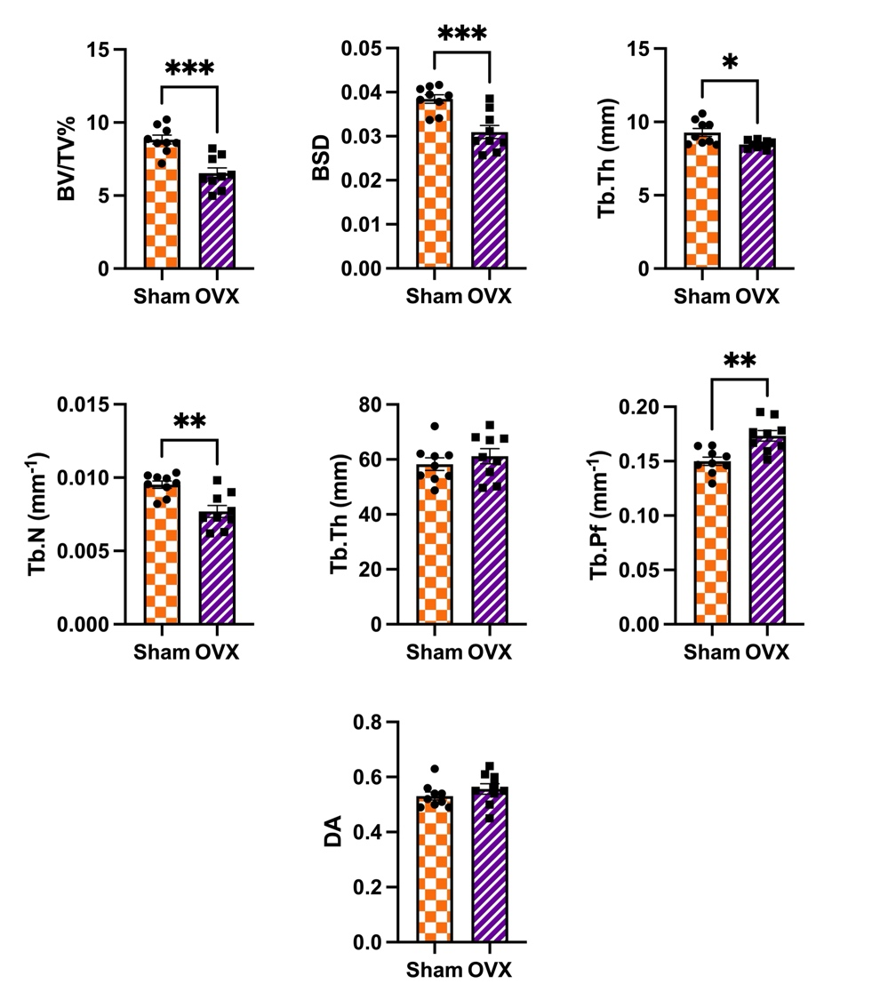 ***
15
10
5
0
BV/TV%
Sham OVX
***
0.05
0.04
0.03
0.02
0.01
0.00
BSD
Sham OVX
*
15
10
5
0
Tb.Th (mm)
Sham OVX
**
0.015
0.010
0.005
0.000
Tb.N (mm⁻¹)
Sham OVX
80
60
40
20
0
Tb.Th (mm)
Sham OVX
**
0.20
0.15
0.10
0.05
0.00
Tb.Pf (mm⁻¹)
Sham OVX
0.8
0.6
0.4
0.2
0.0
DA
Sham OVX